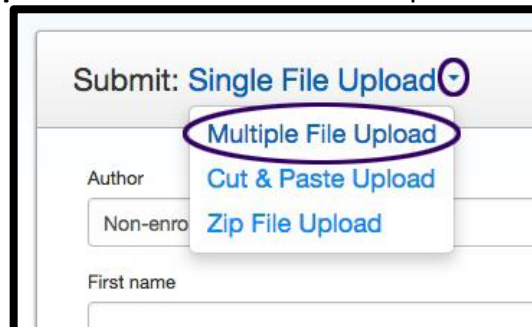 Submit: Single File Upload
Multiple File Upload
Author
Cut & Paste Upload
Non-enro
Zip File Upload
First name